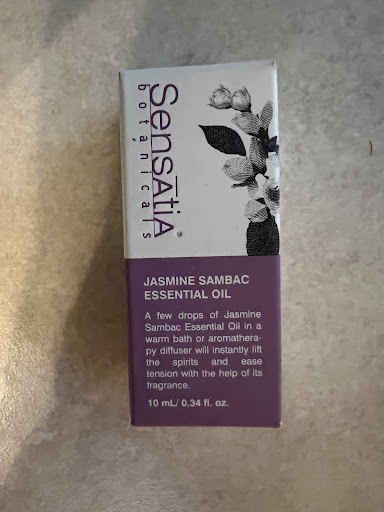 SensAtiA®
botanicals
JASMINE SAMBAC
ESSENTIAL OIL
A few drops of Jasmine
Sambac Essential Oil in a
warm bath or aromathera-
py diffuser will instantly lift
the spirits and ease
tension with the help of its
fragrance.
10 mL/ 0.34 fl. oz.